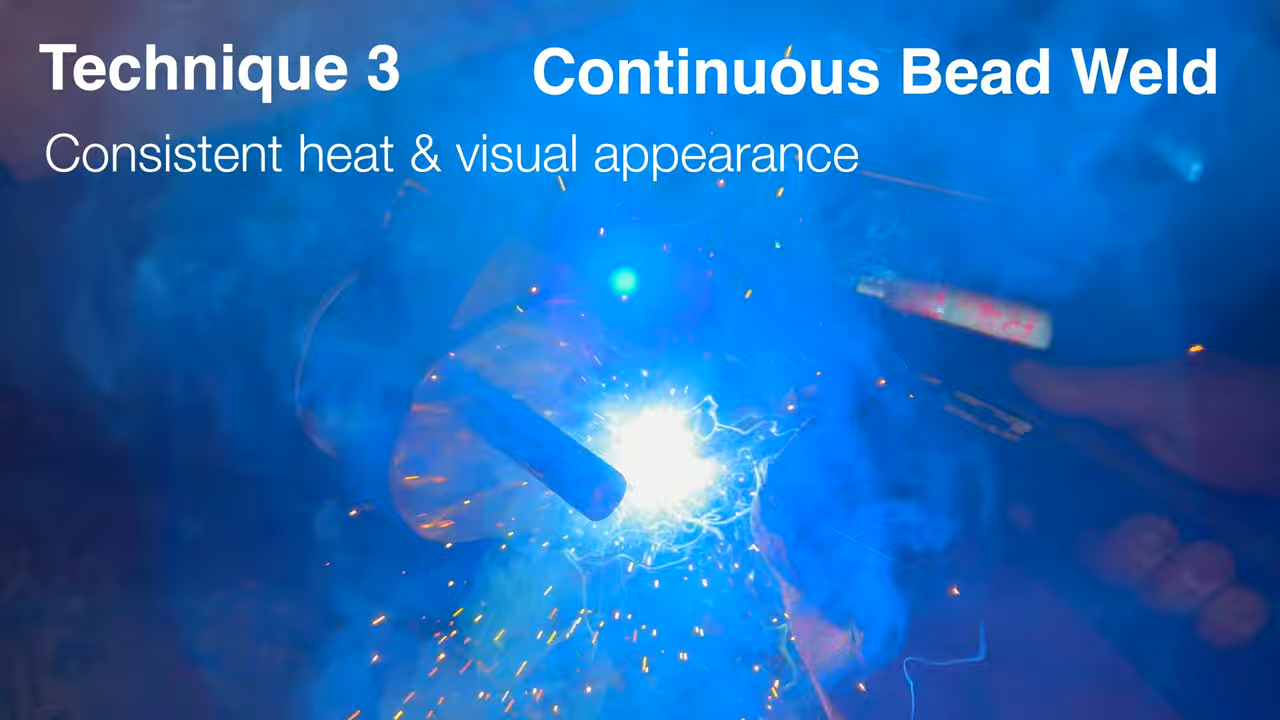 Technique 3
Continuous Bead Weld
Consistent heat & visual appearance